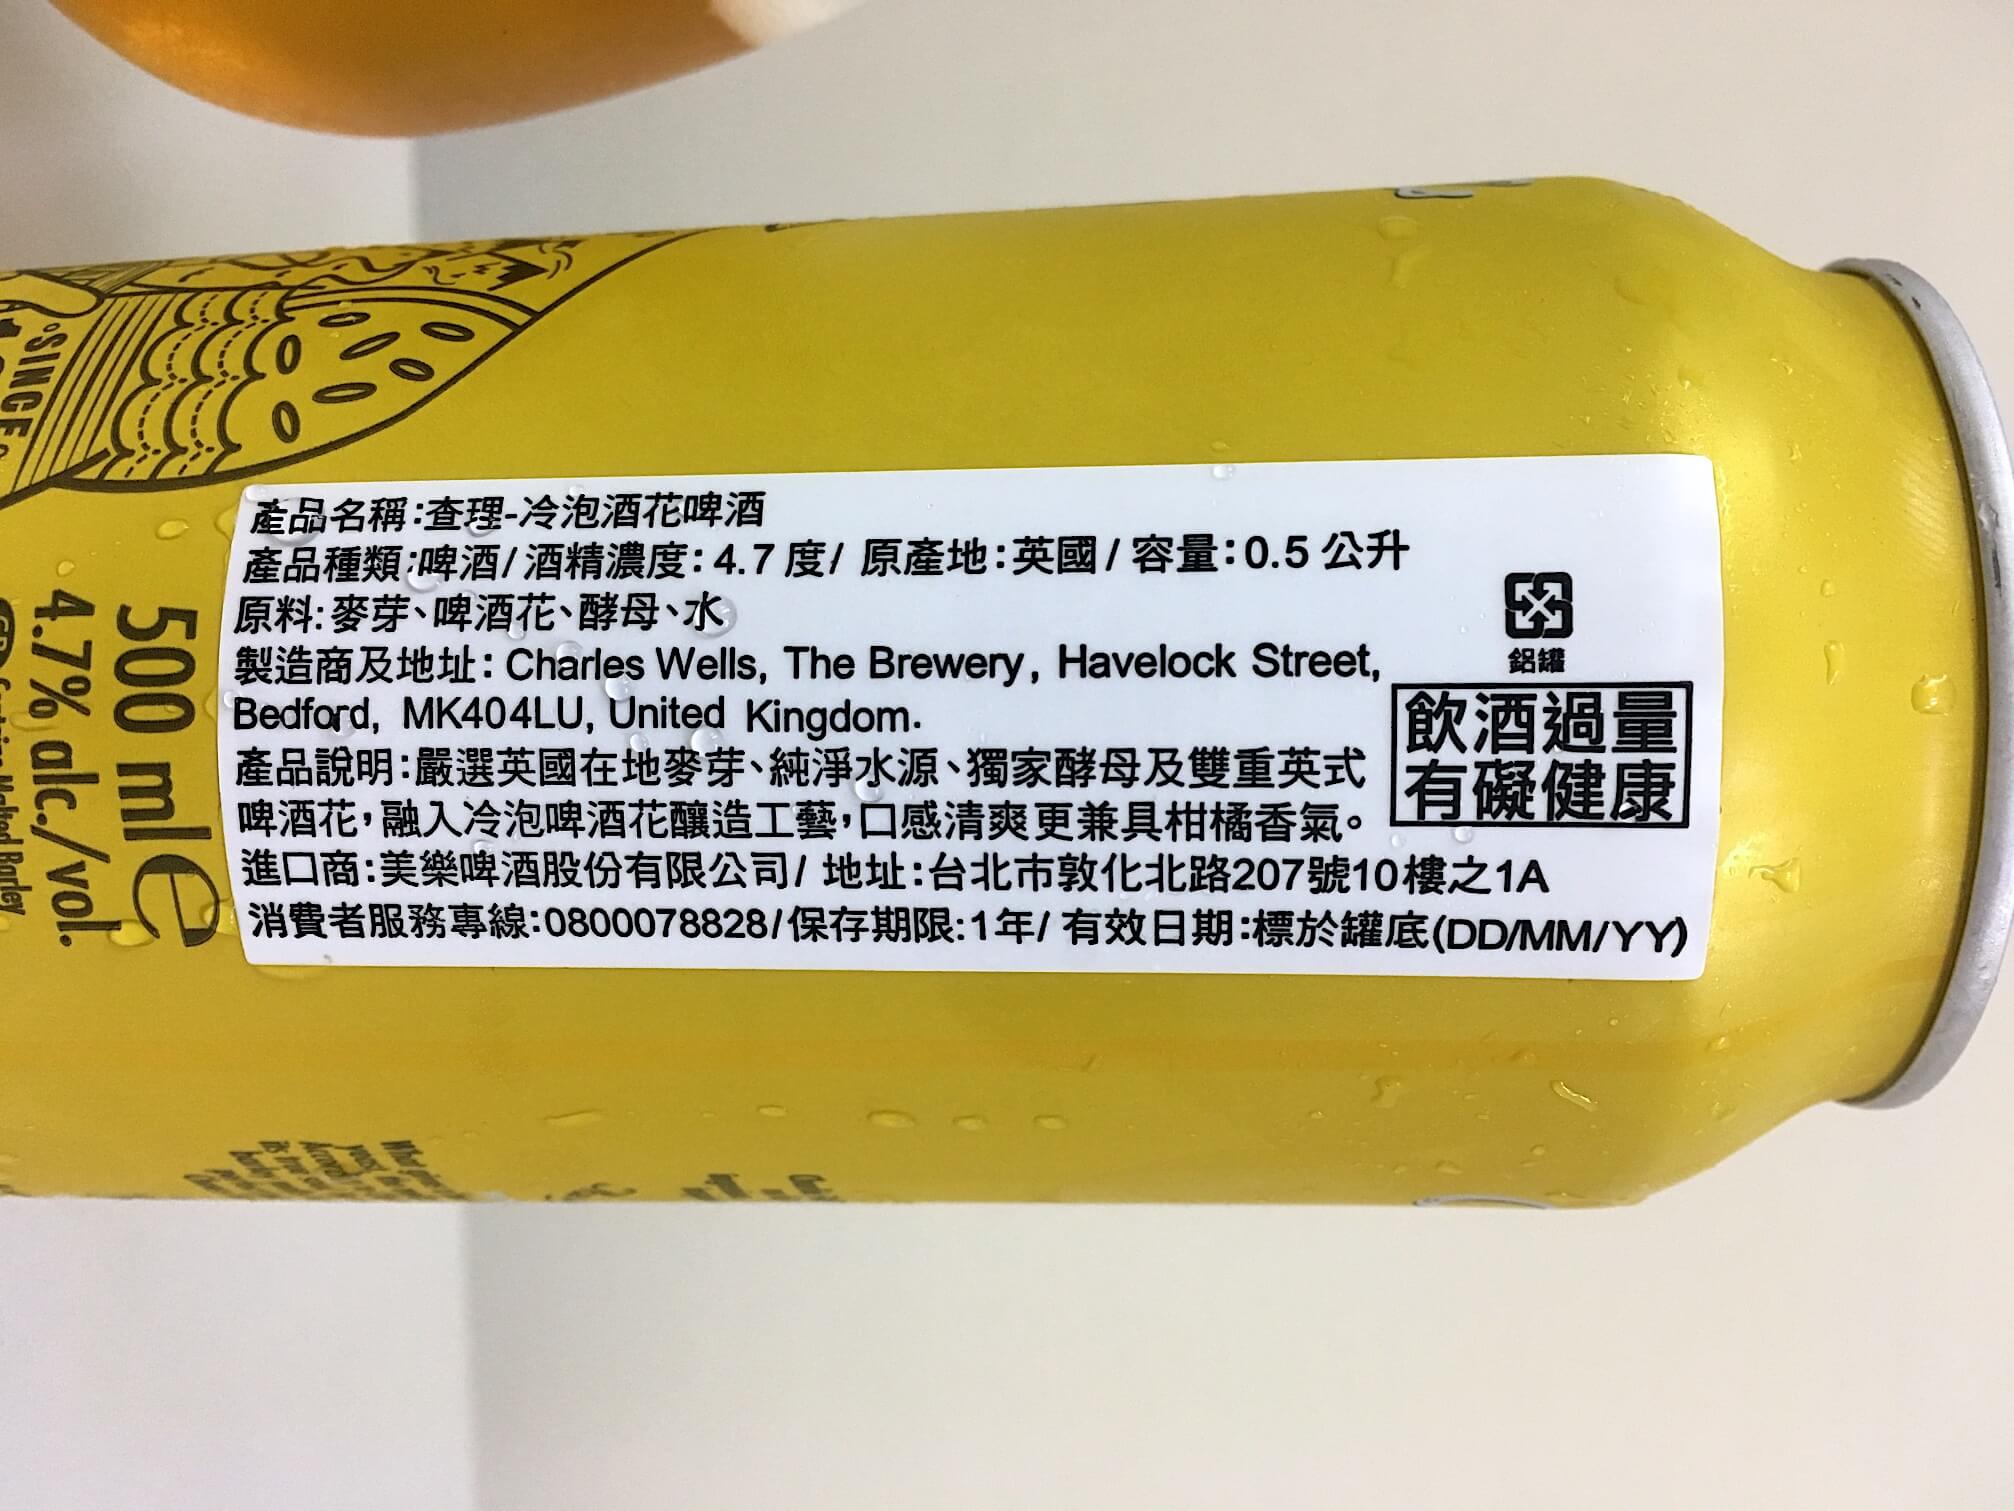 產品名稱:查理-冷泡酒花啤酒
產品種類:啤酒/ 酒精濃度: 4.7 度/ 原產地:英國/ 容量:0.5 公升
原料:麥芽、啤酒花、酵母、水
製造商及地址: Charles Wells, The Brewery, Havelock Street,
Bedford, MK404LU, United Kingdom.
產品說明:嚴選英國在地麥芽、純淨水源、獨家酵母及雙重英式
啤酒花,融入冷泡啤酒花釀造工藝,口感清爽更兼具柑橘香氣。
進口商:美樂啤酒股份有限公司/ 地址:台北市敦化北路207號10樓之1A
消費者服務專線:0800078828/保存期限:1年/ 有效日期:標於罐底(DD/MM/YY)
鋁罐
飲酒過量
有礙健康
500 ml e
4.7% alc./vol.
Malted Barley
SINCE